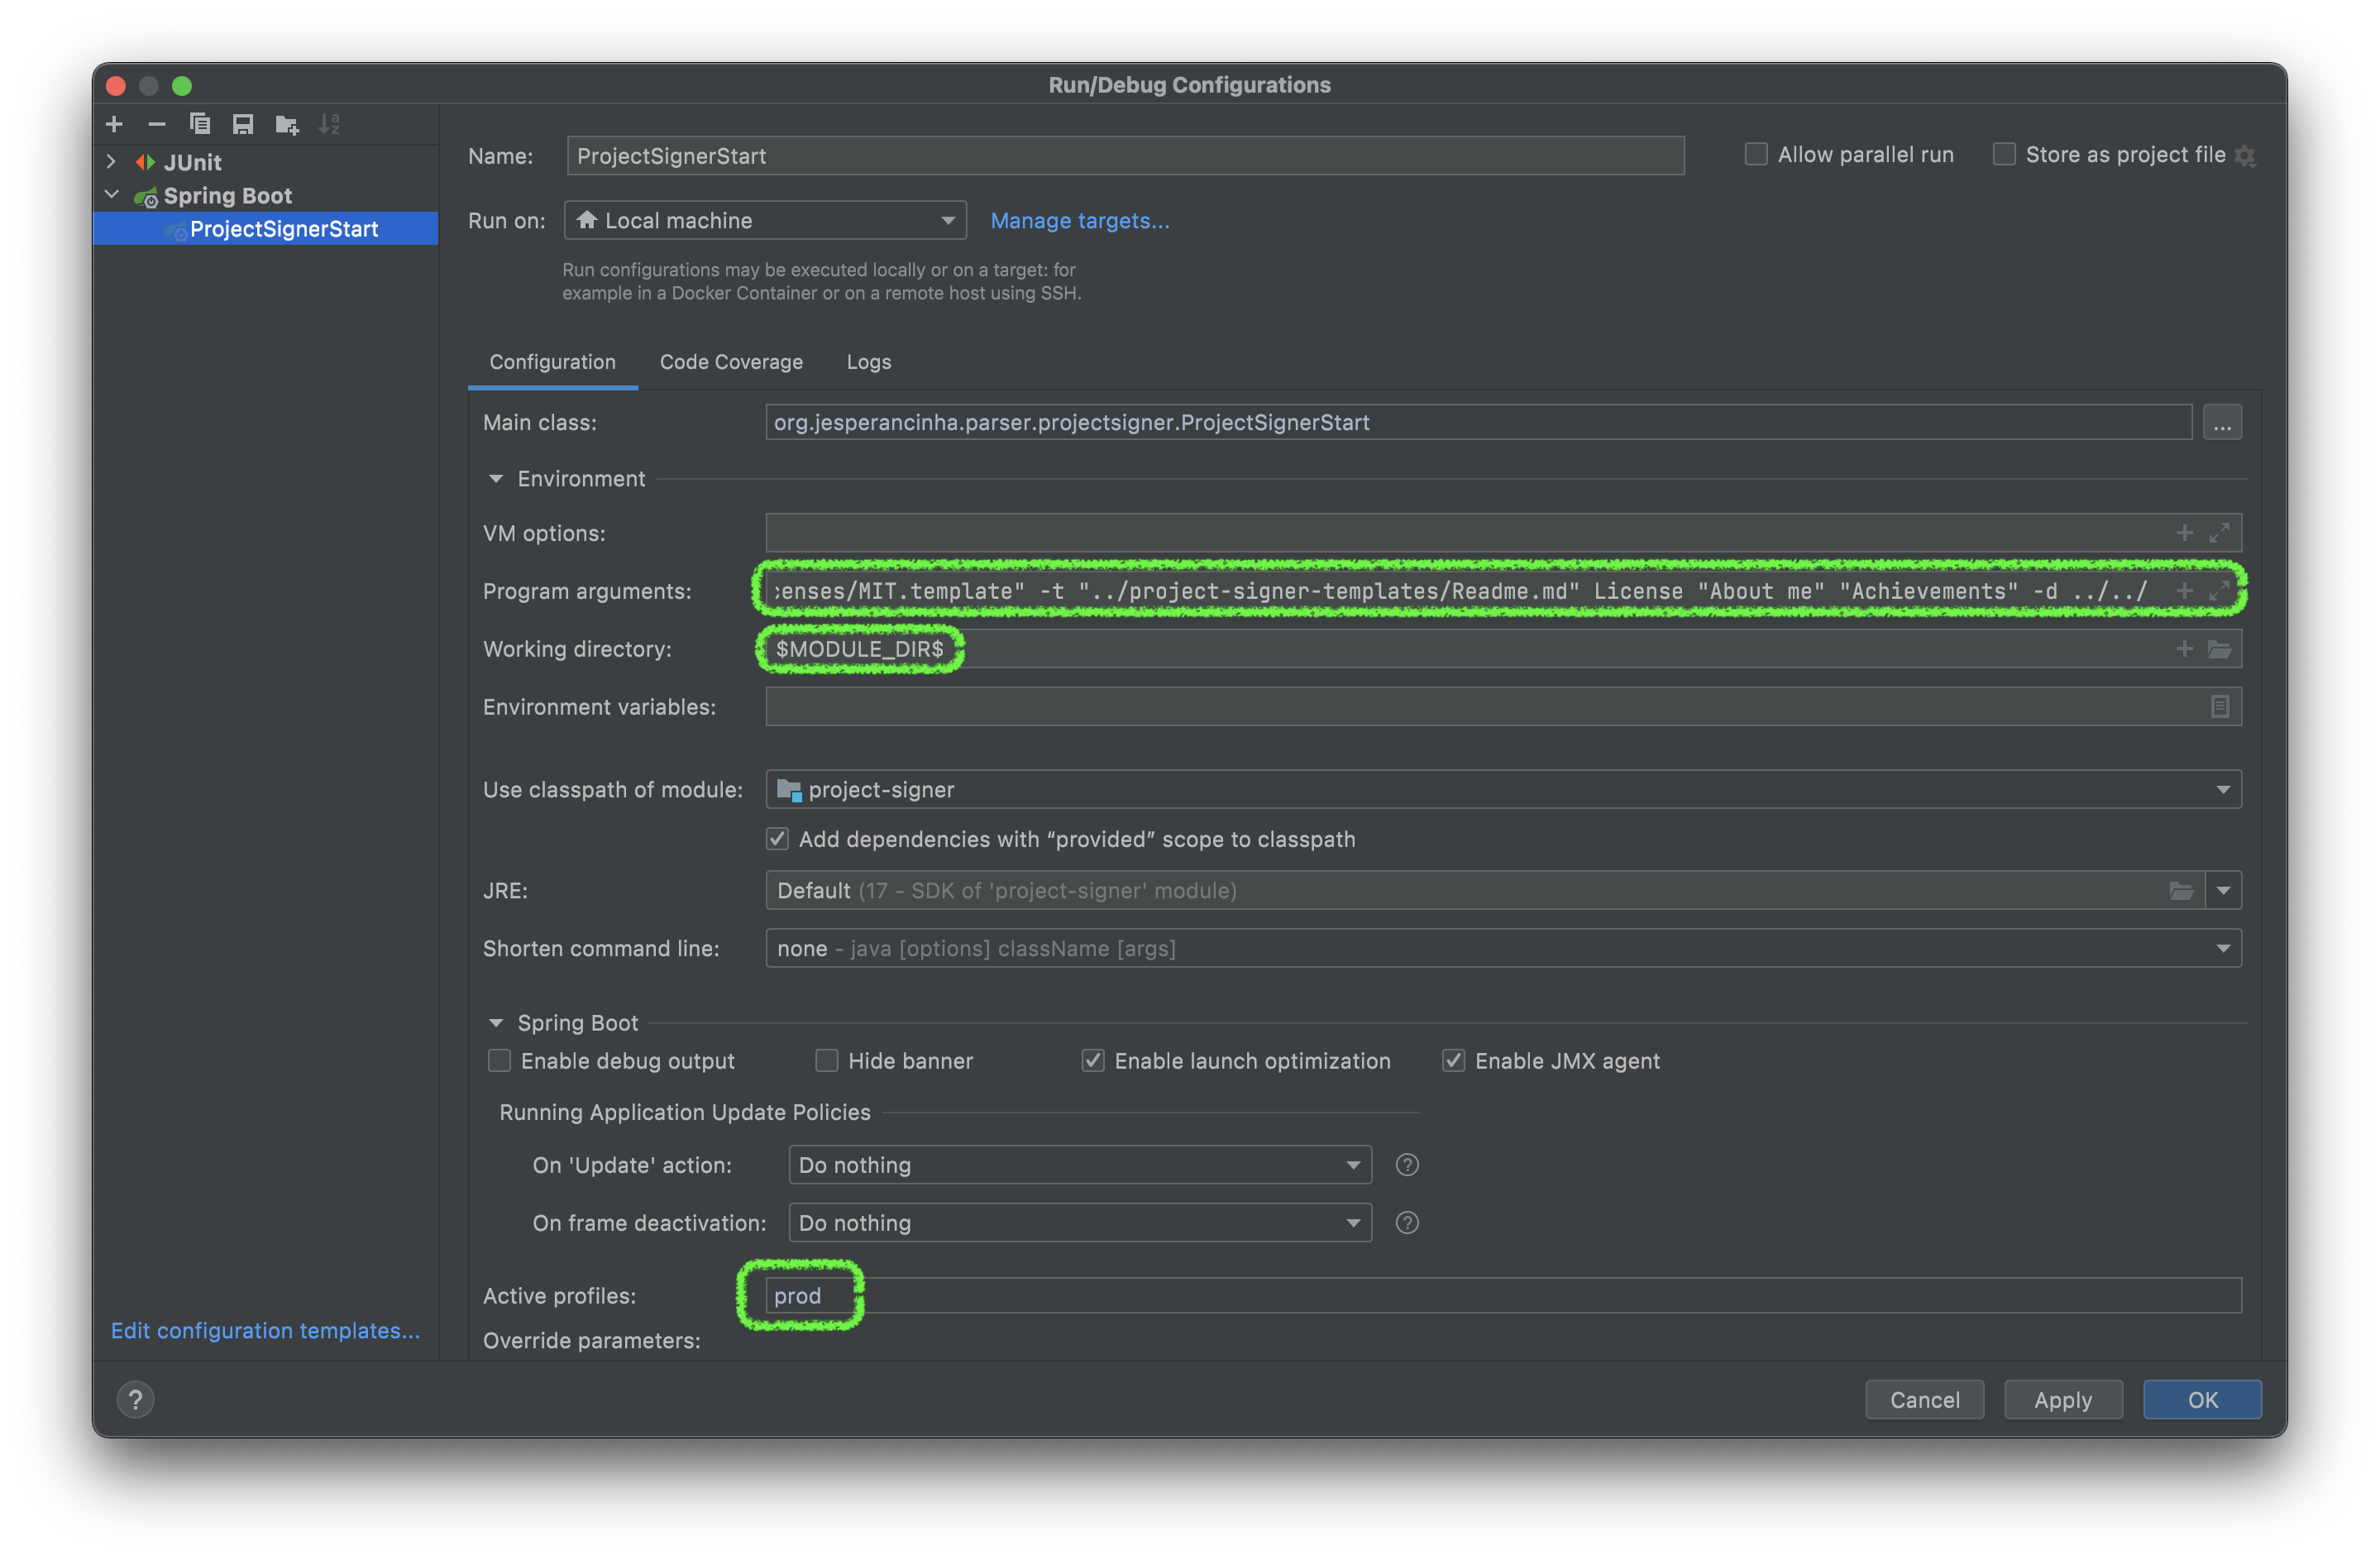 Run/Debug Configurations
JUnit
Spring Boot
ProjectSignerStart
Edit configuration templates...
Name: ProjectSignerStart
Allow parallel run
Store as project file
Run on: Local machine
Manage targets...
Run configurations may be executed locally or on a target: for
example in a Docker Container or on a remote host using SSH.
Configuration Code Coverage Logs
Main class: org.jesperancinha.parser.projectsigner.ProjectSignerStart ...
Environment
VM options:
Program arguments: enses/MIT.template" -t "../project-signer-templates/Readme.md" License "About me" "Achievements" -d ../../
Working directory: $MODULE_DIR$
Environment variables:
Use classpath of module: project-signer
Add dependencies with “provided” scope to classpath
JRE: Default (17 - SDK of 'project-signer' module)
Shorten command line: none - java [options] className [args]
Spring Boot
Enable debug output Hide banner Enable launch optimization Enable JMX agent
Running Application Update Policies
On 'Update' action: Do nothing ?
On frame deactivation: Do nothing ?
Active profiles: prod
Override parameters:
? Cancel Apply OK